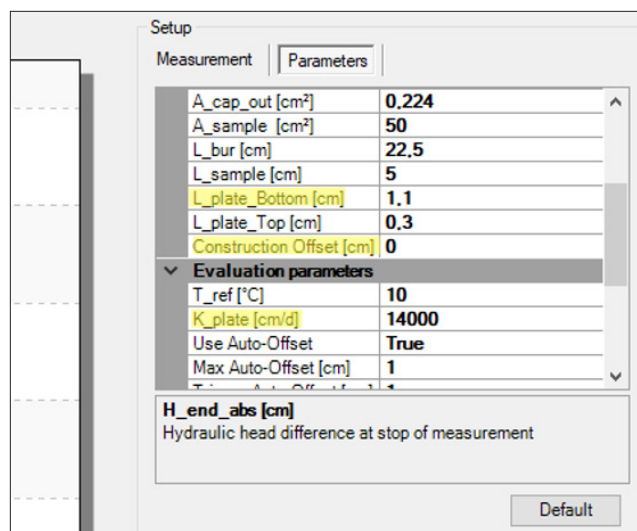 Setup
Measurement Parameters
A_cap_out [cm²] 0,224
A_sample [cm²] 50
L_bur [cm] 22,5
L_sample [cm] 5
L_plate_Bottom [cm] 1,1
L_plate_Top [cm] 0,3
Construction Offset [cm] 0
Evaluation parameters
T_ref [°C] 10
K_plate [cm/d] 14000
Use Auto-Offset True
Max Auto-Offset [cm] 1
H_end_abs [cm]
Hydraulic head difference at stop of measurement
Default